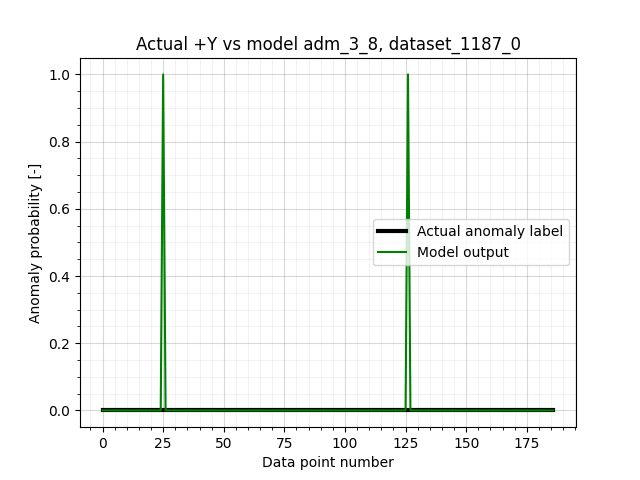 Actual +Y vs model adm_3_8, dataset_1187_0
Anomaly probability [-]
1.0
0.8
0.6
0.4
0.2
0.0
Actual anomaly label
Model output
0 25 50 75 100 125 150 175
Data point number